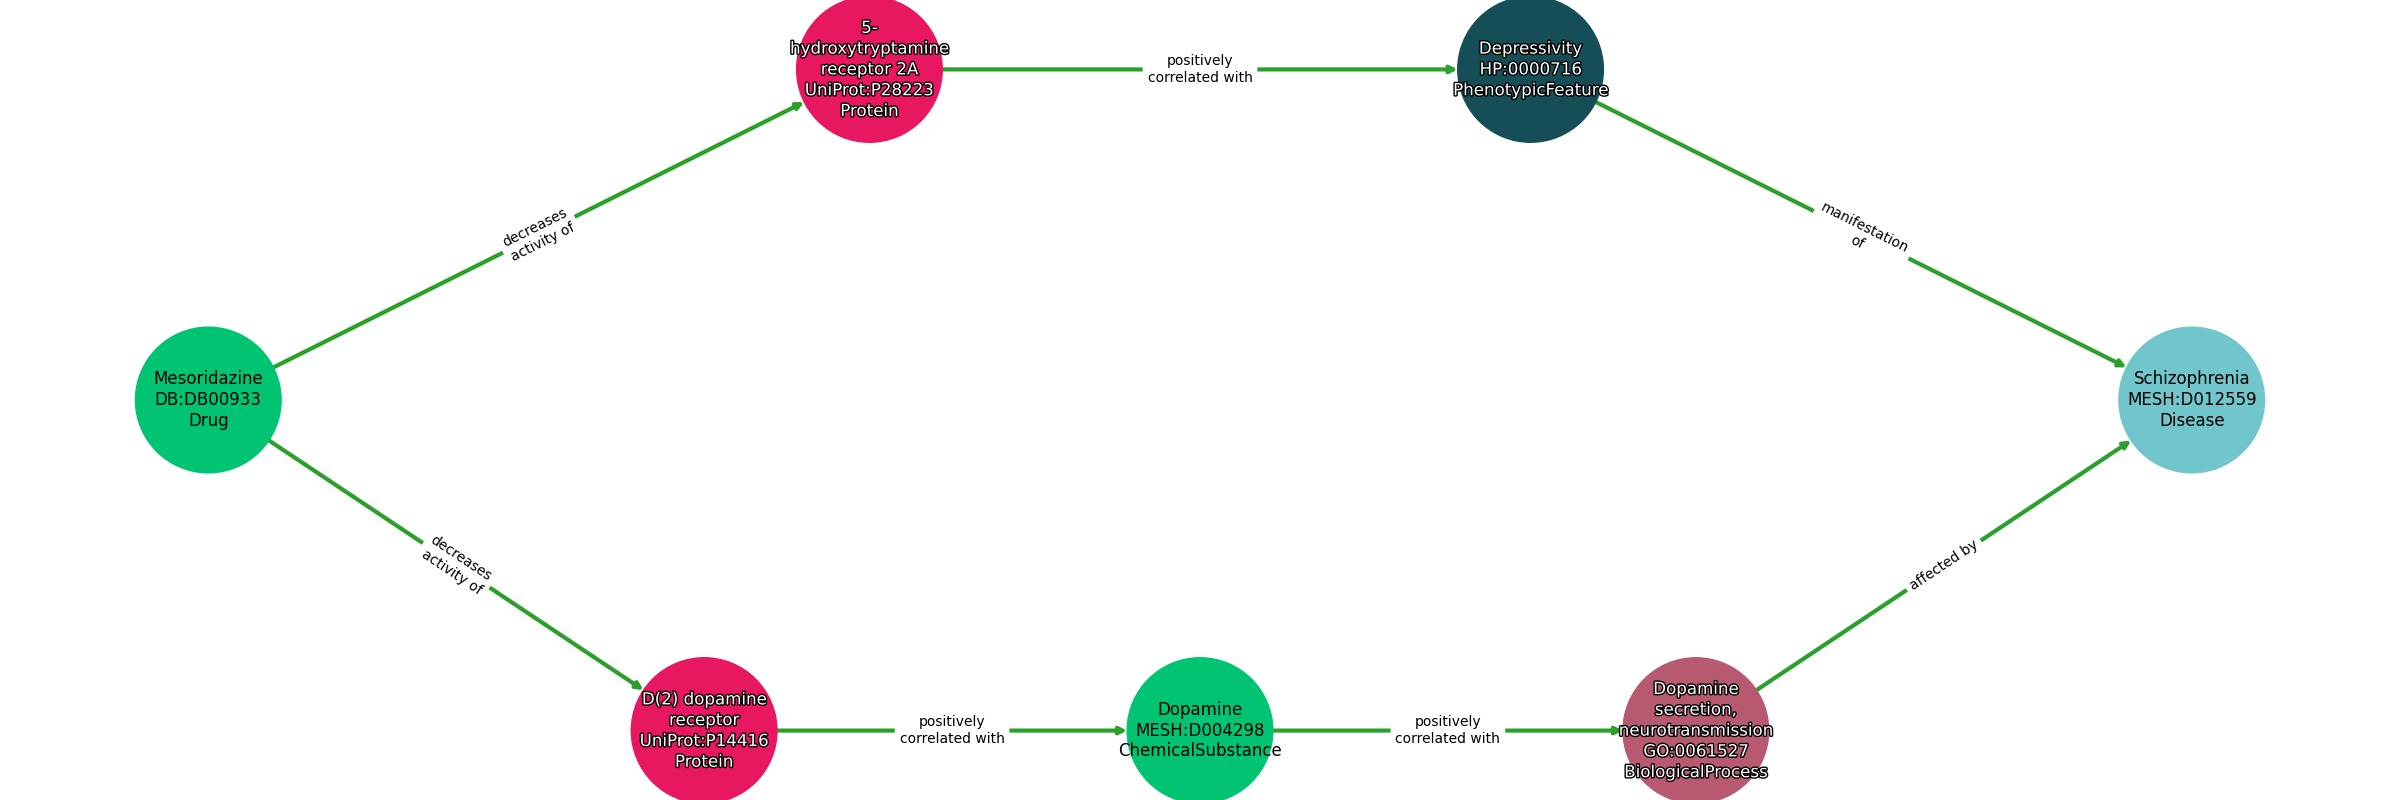 5-
hydroxytryptamine
receptor 2A
UniProt:P28223
Protein
positively
correlated with
Depressivity
HP:0000716
PhenotypicFeature
decreases
activity of
manifestation
of
Mesoridazine
DB:DB00933
Drug
Schizophrenia
MESH:D012559
Disease
decreases
activity of
affected by
D(2) dopamine
receptor
UniProt:P14416
Protein
positively
correlated with
Dopamine
MESH:D004298
ChemicalSubstance
positively
correlated with
Dopamine
secretion,
neurotransmission
GO:0061527
BiologicalProcess